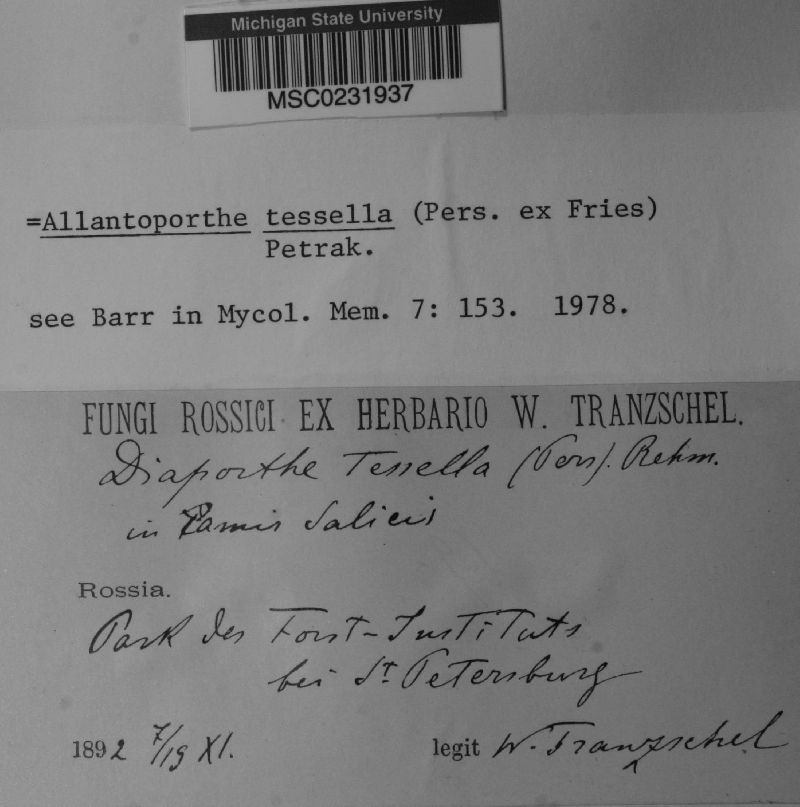 Michigan State University
MSC0231937
=Allantoporthe tessella (Pers. ex Fries)
Petrak.
see Barr in Mycol. Mem. 7: 153. 1978.
FUNGI ROSSICI EX HERBARIO W. TRANZSCHEL.
Diaporthe Tessella (Pers). Rehm.
in Ramis Salicis
Rossia.
Park des Forst-Instituts
bei St. Petersburg
1892 7/19 XI. legit W. Tranzschel